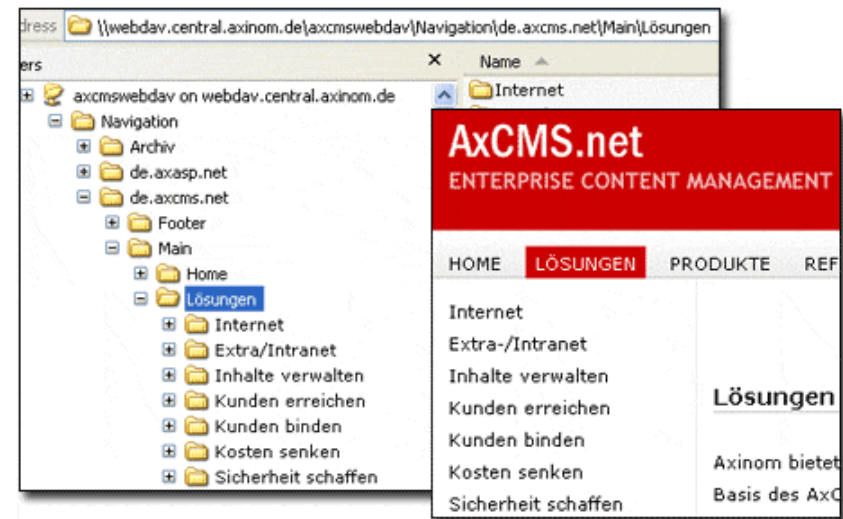 dress \\webdav.central.axinom.de\axcmswebdav\Navigation\de.axcms.net\Main\Lösungen
ers
Name
axcmswebdav on webdav.central.axinom.de
Navigation
Archiv
de.axasp.net
de.axcms.net
Footer
Main
Home
Lösungen
Internet
Extra/Intranet
Inhalte verwalten
Kunden erreichen
Kunden binden
Kosten senken
Sicherheit schaffen
Internet
AxCMS.net
ENTERPRISE CONTENT MANAGEMENT
HOME LÖSUNGEN PRODUKTE REF
Internet
Extra-/Intranet
Inhalte verwalten
Kunden erreichen
Kunden binden
Kosten senken
Sicherheit schaffen
Lösungen
Axinom bietet
Basis des AxC